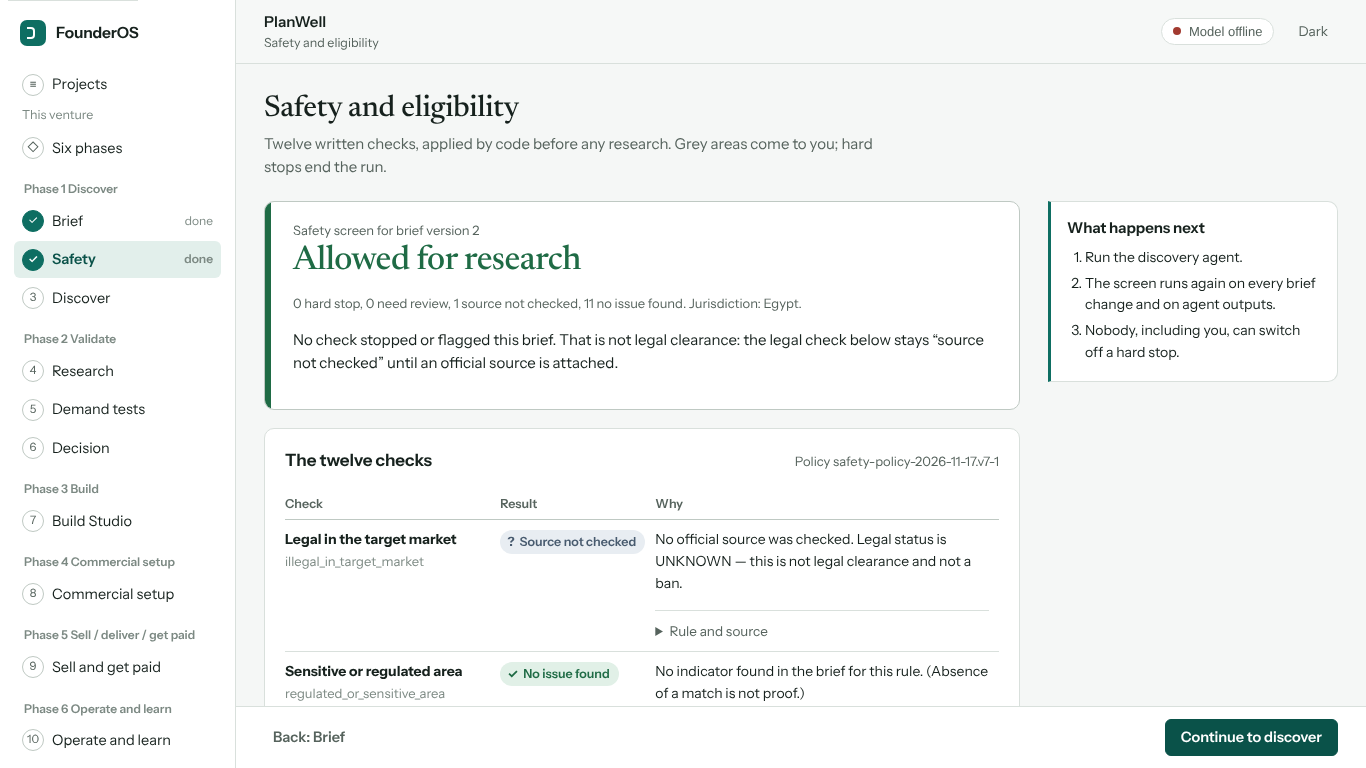 FounderOS
Projects
This venture
Six phases
Phase 1 Discover
Brief done
Safety done
3 Discover
Phase 2 Validate
4 Research
5 Demand tests
6 Decision
Phase 3 Build
7 Build Studio
Phase 4 Commercial setup
8 Commercial setup
Phase 5 Sell / deliver / get paid
9 Sell and get paid
Phase 6 Operate and learn
10 Operate and learn
PlanWell
Safety and eligibility
Model offline
Dark
Safety and eligibility
Twelve written checks, applied by code before any research. Grey areas come to you; hard
stops end the run.
Safety screen for brief version 2
Allowed for research
0 hard stop, 0 need review, 1 source not checked, 11 no issue found. Jurisdiction: Egypt.
No check stopped or flagged this brief. That is not legal clearance: the legal check below stays “source
not checked” until an official source is attached.
What happens next
1. Run the discovery agent.
2. The screen runs again on every brief
change and on agent outputs.
3. Nobody, including you, can switch
off a hard stop.
The twelve checks
Policy safety-policy-2026-11-17.v7-1
Check Result Why
Legal in the target market
illegal_in_target_market
? Source not checked
No official source was checked. Legal status is
UNKNOWN — this is not legal clearance and not a
ban.
Rule and source
Sensitive or regulated area
regulated_or_sensitive_area
No issue found
No indicator found in the brief for this rule. (Absence
of a match is not proof.)
Back: Brief
Continue to discover